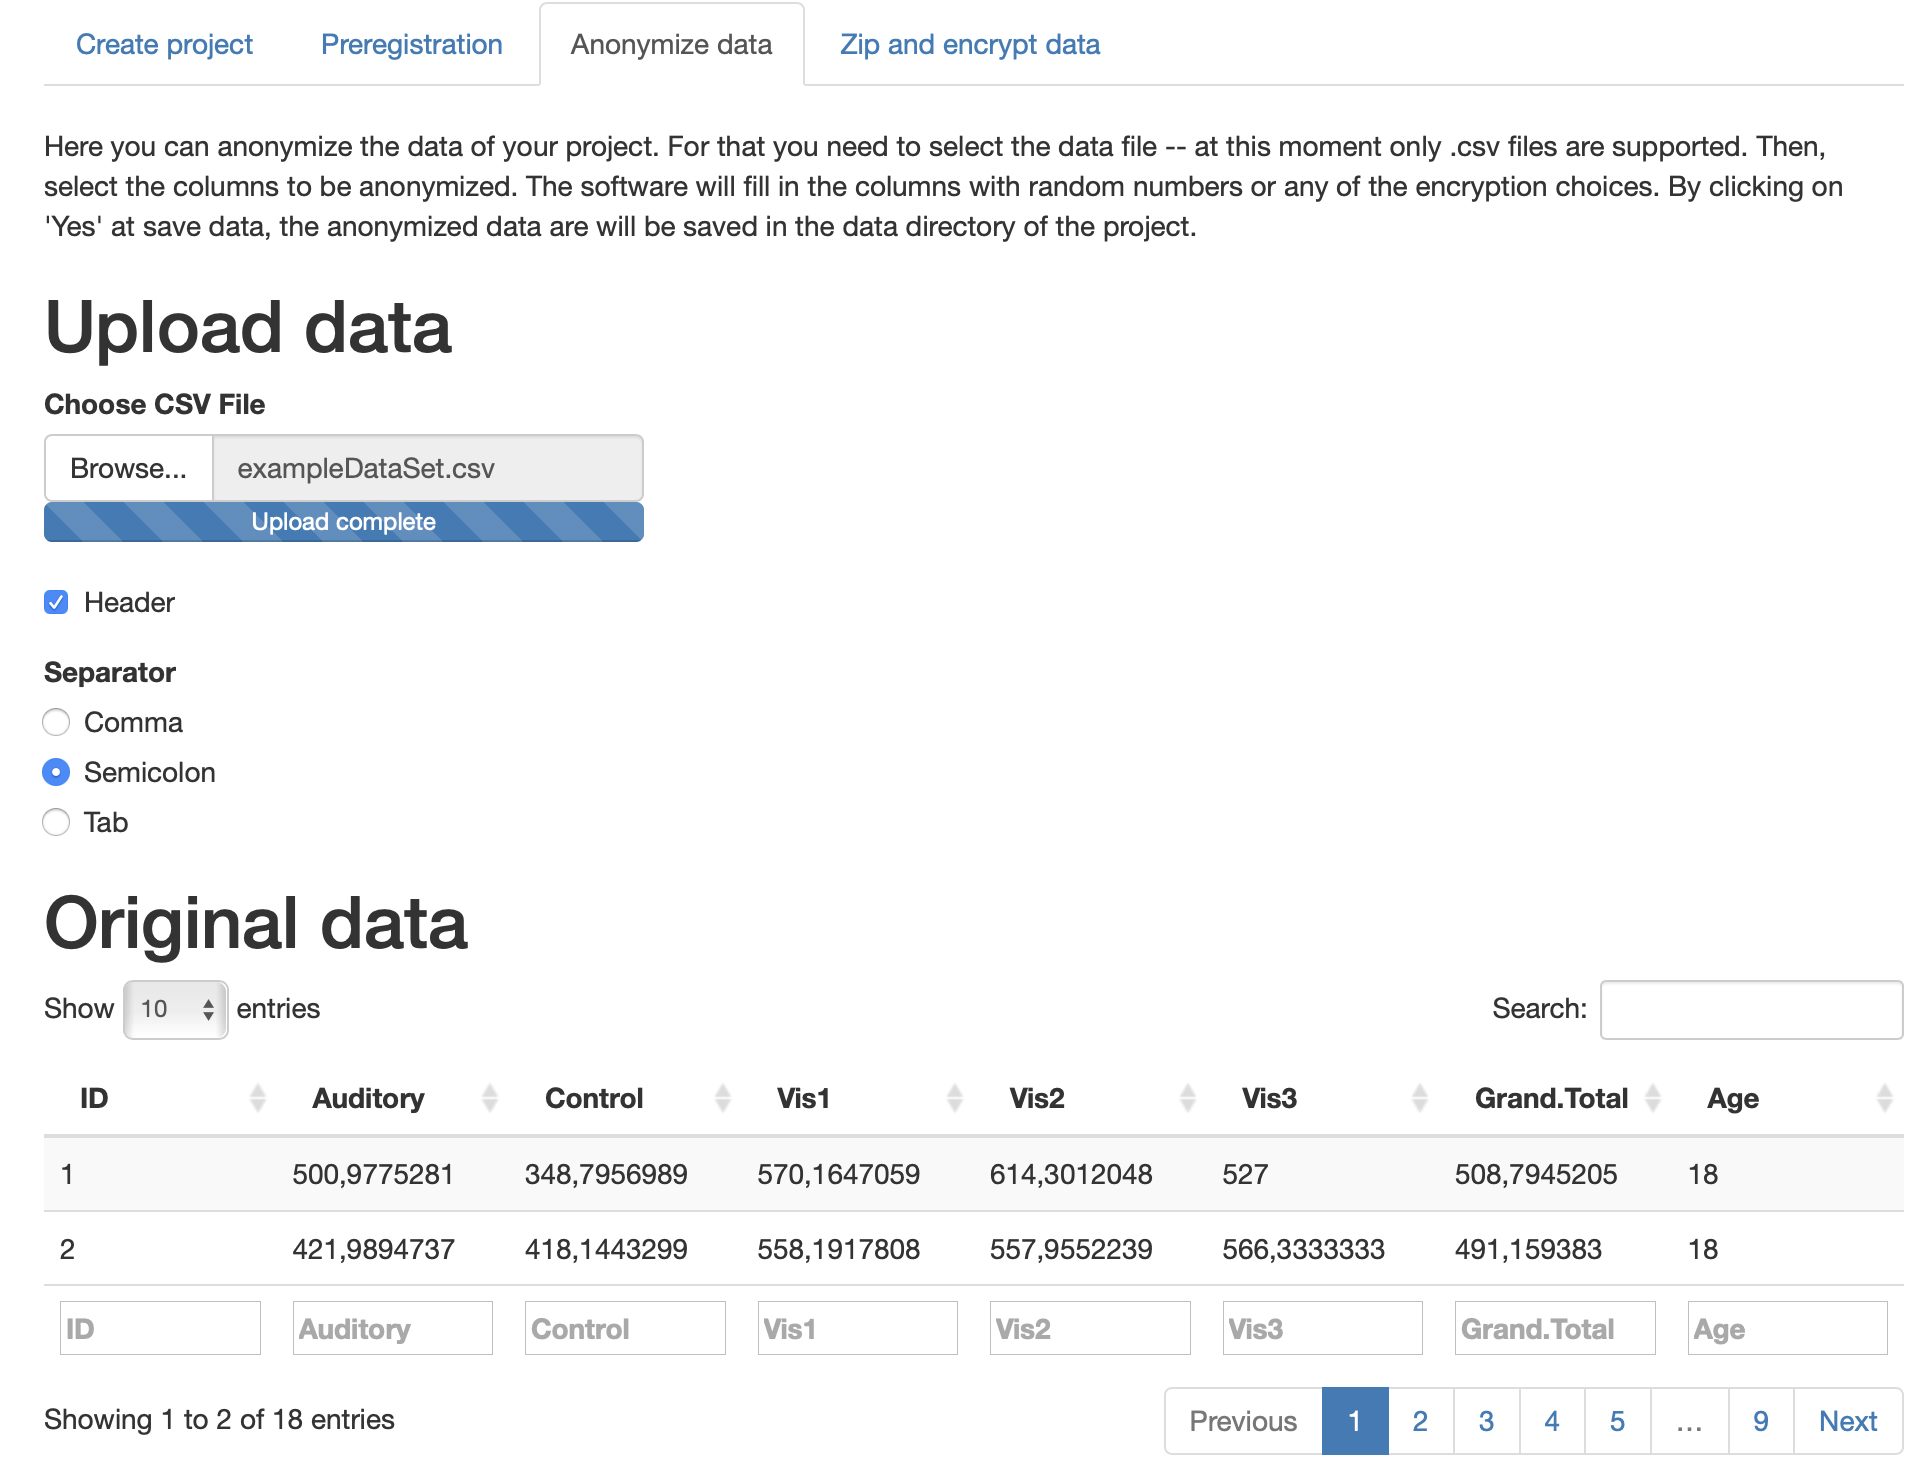 Create project Preregistration Anonymize data Zip and encrypt data
Here you can anonymize the data of your project. For that you need to select the data file -- at this moment only .csv files are supported. Then,
select the columns to be anonymized. The software will fill in the columns with random numbers or any of the encryption choices. By clicking on
'Yes' at save data, the anonymized data are will be saved in the data directory of the project.
Upload data
Choose CSV File
Browse... exampleDataSet.csv
Upload complete
Header
Separator
Comma
Semicolon
Tab
Original data
Show 10 entries Search:
ID Auditory Control Vis1 Vis2 Vis3 Grand.Total Age
1 500,9775281 348,7956989 570,1647059 614,3012048 527 508,7945205 18
2 421,9894737 418,1443299 558,1917808 557,9552239 566,3333333 491,159383 18
ID Auditory Control Vis1 Vis2 Vis3 Grand.Total Age
Showing 1 to 2 of 18 entries Previous 1 2 3 4 5 ... 9 Next